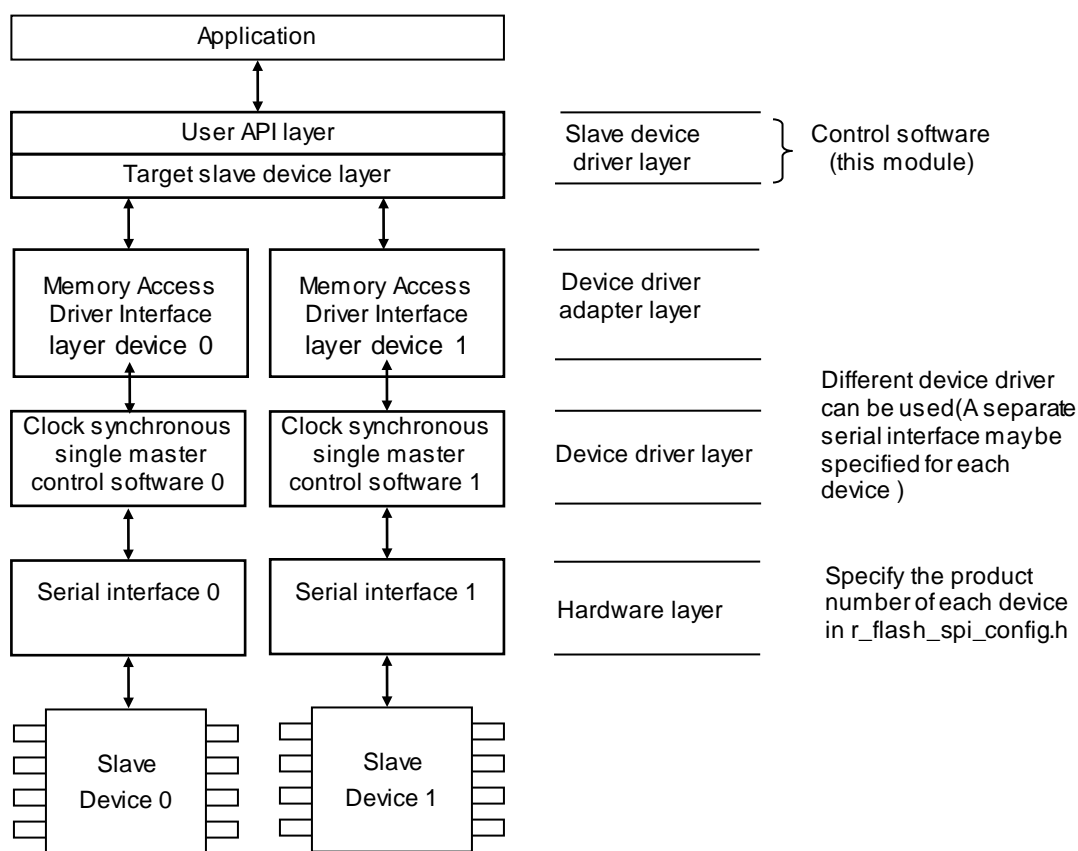 Application
User API layer
Target slave device layer
Slave device
driver layer
Control software
(this module)
Memory Access
Driver Interface
layer device 0
Memory Access
Driver Interface
layer device 1
Device driver
adapter layer
Clock synchronous
single master
control software 0
Clock synchronous
single master
control software 1
Device driver layer
Different device driver
can be used(A separate
serial interface may be
specified for each
device )
Serial interface 0
Serial interface 1
Hardware layer
Specify the product
number of each device
in r_flash_spi_config.h
Slave
Device 0
Slave
Device 1